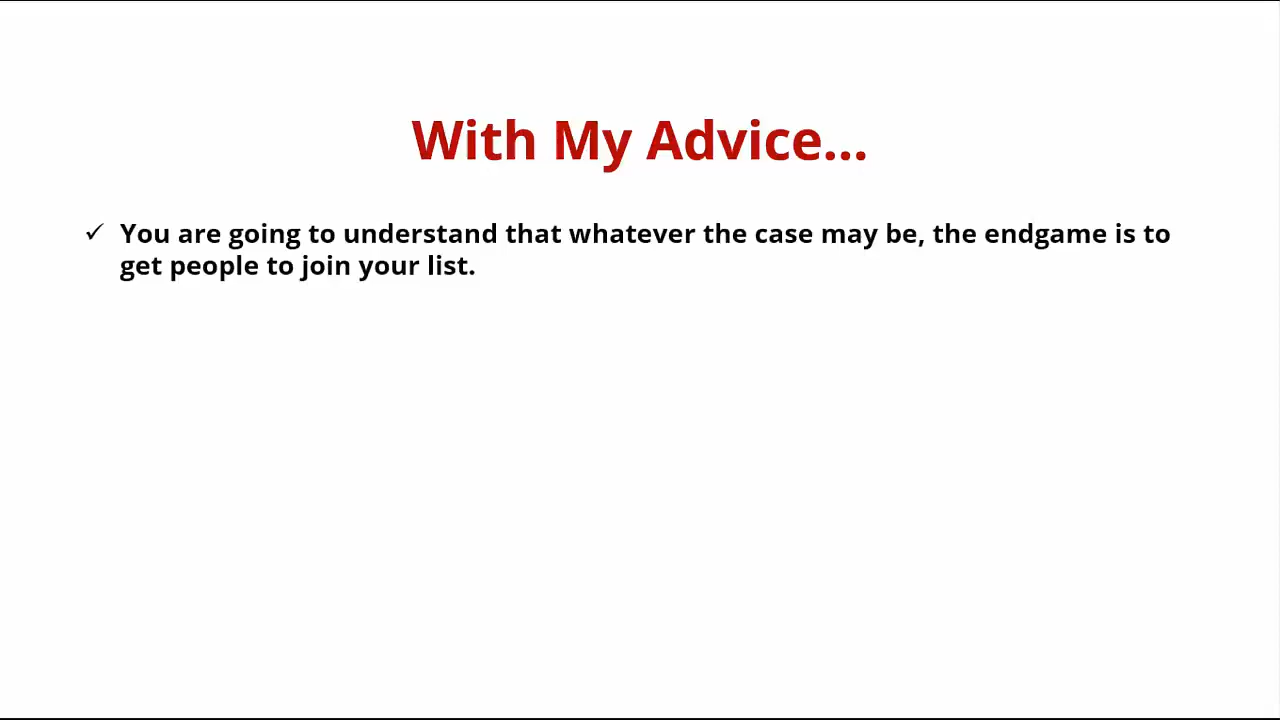 With My Advice...
✓ You are going to understand that whatever the case may be, the endgame is to
get people to join your list.